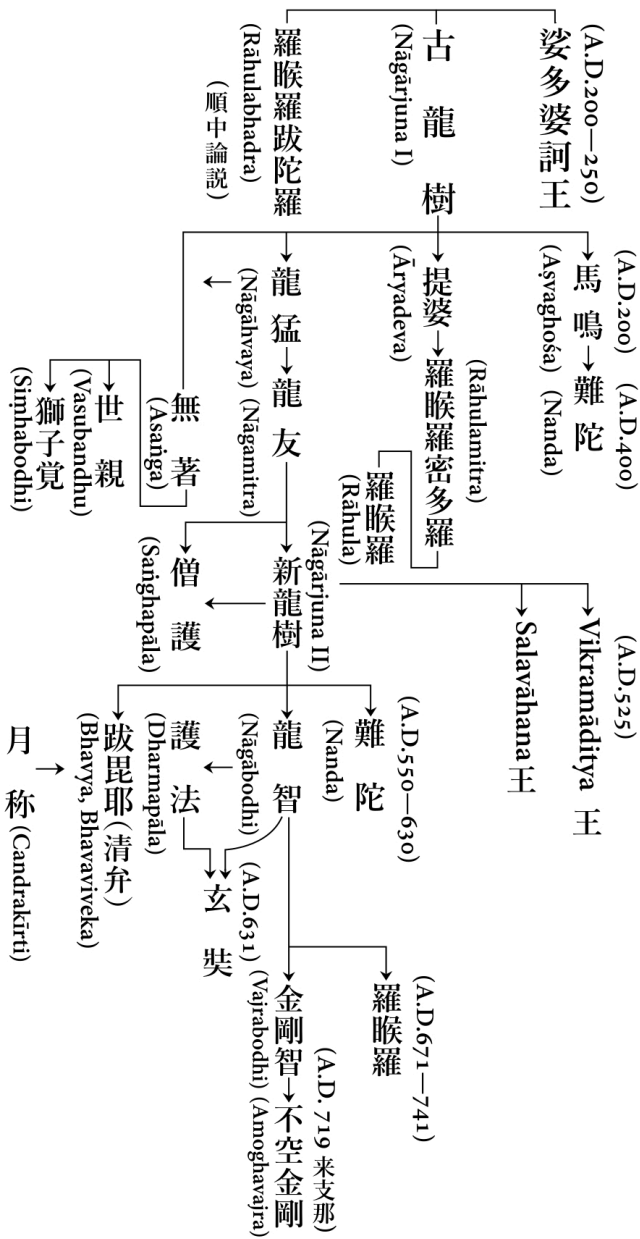 (A.D.200—250)
娑多婆訶王
古龍樹
(Nāgārjuna I)
羅睺羅跋陀羅
(Rāhulabhadra)
(順中論説)
(A.D.200)
馬鳴
(Aṣvaghośa)
(A.D.400)
難陀
(Nanda)
提婆
(Āryadeva)
(Rāhulamitra)
羅睺羅密多羅
羅睺羅
(Rāhula)
龍猛
(Nāgāhvaya)
龍友
(Nāgamitra)
無著
(Asaṅga)
世親
(Vasubandhu)
獅子覚
(Siṃhabodhi)
(A.D.525)
Vikramāditya 王
Salavāhana 王
(Nāgārjuna II)
新龍樹
僧護
(Saṅghapāla)
(A.D.550—630)
難陀
(Nanda)
龍智
(Nāgābodhi)
護法
(Dharmapāla)
跋毘耶(清弁)
(Bhavya, Bhavaviveka)
月称(Candrakīrti)
(A.D.631)
玄奘
(A.D.671—741)
羅睺羅
金剛智
(Vajrabodhi)
(A.D. 719 来支那)
不空金剛
(Amoghavajra)